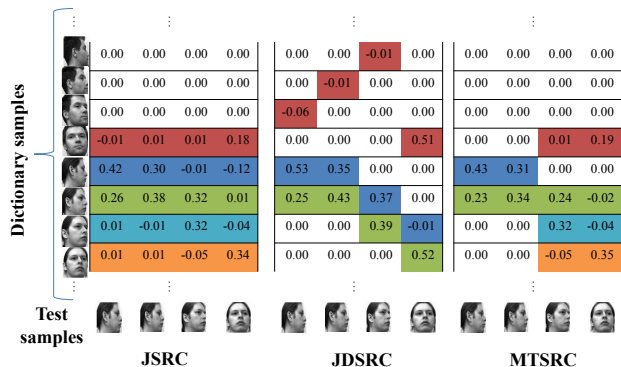 ⋮ ⋮ ⋮ ⋮
Dictionary samples
0.00 0.00 0.00 0.00 0.00 0.00 -0.01 0.00 0.00 0.00 0.00 0.00
0.00 0.00 0.00 0.00 0.00 -0.01 0.00 0.00 0.00 0.00 0.00 0.00
0.00 0.00 0.00 0.00 -0.06 0.00 0.00 0.00 0.00 0.00 0.00 0.00
-0.01 0.01 0.01 0.18 0.00 0.00 0.00 0.51 0.00 0.00 0.01 0.19
0.42 0.30 -0.01 -0.12 0.53 0.35 0.00 0.00 0.43 0.31 0.00 0.00
0.26 0.38 0.32 0.01 0.25 0.43 0.37 0.00 0.23 0.34 0.24 -0.02
0.01 -0.01 0.32 -0.04 0.00 0.00 0.39 -0.01 0.00 0.00 0.32 -0.04
0.01 0.01 -0.05 0.34 0.00 0.00 0.00 0.52 0.00 0.00 -0.05 0.35
⋮ ⋮ ⋮ ⋮
Test
samples
JSRC JDSRC MTSRC